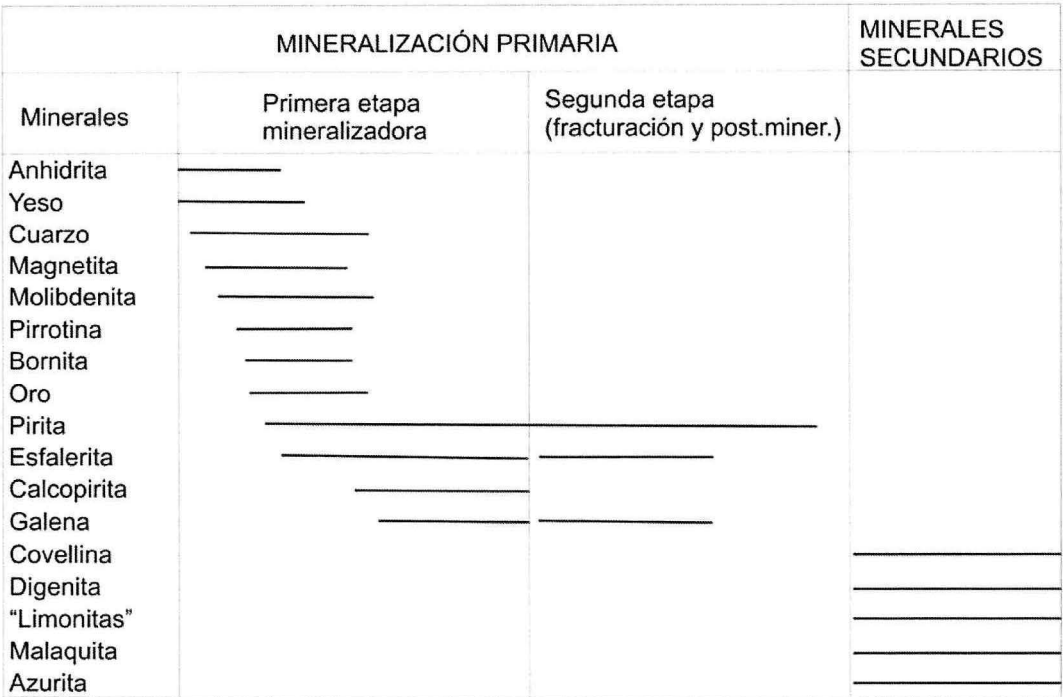 MINERALIZACIÓN PRIMARIA
MINERALES
SECUNDARIOS
Minerales
Primera etapa
mineralizadora
Segunda etapa
(fracturación y post.miner.)
Anhidrita
Yeso
Cuarzo
Magnetita
Molibdenita
Pirrotina
Bornita
Oro
Pirita
Esfalerita
Calcopirita
Galena
Covellina
Digenita
“Limonitas”
Malaquita
Azurita